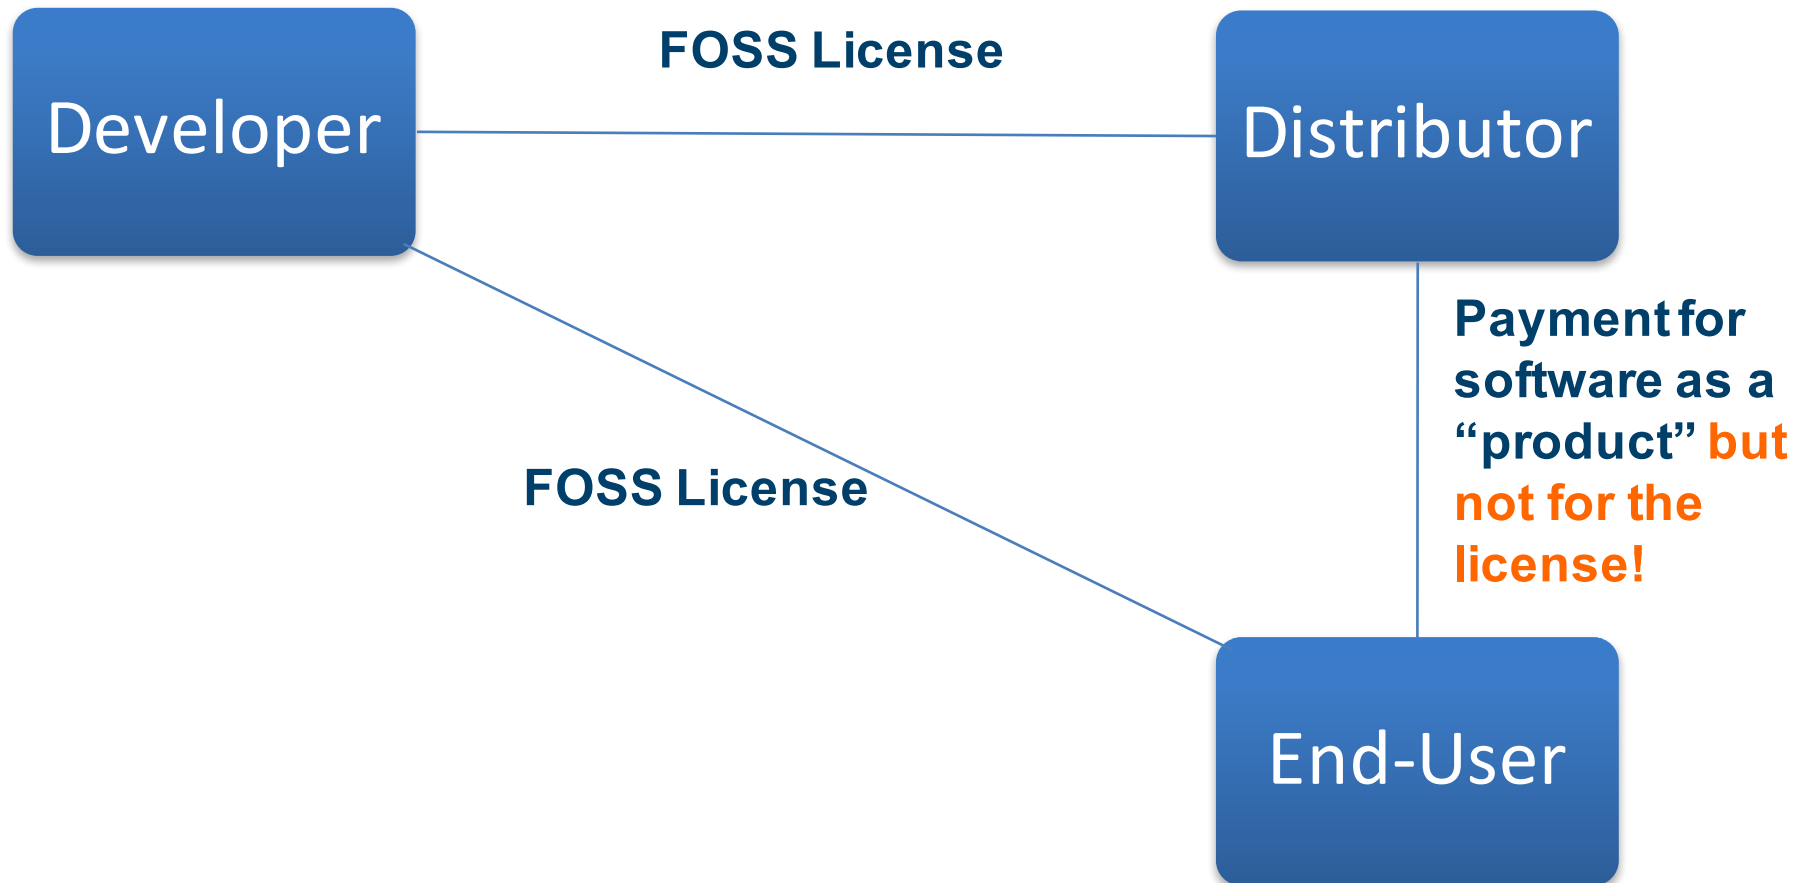 Developer
FOSS License
Distributor
Payment for
software as a
“product” but
not for the
license!
FOSS License
End-User